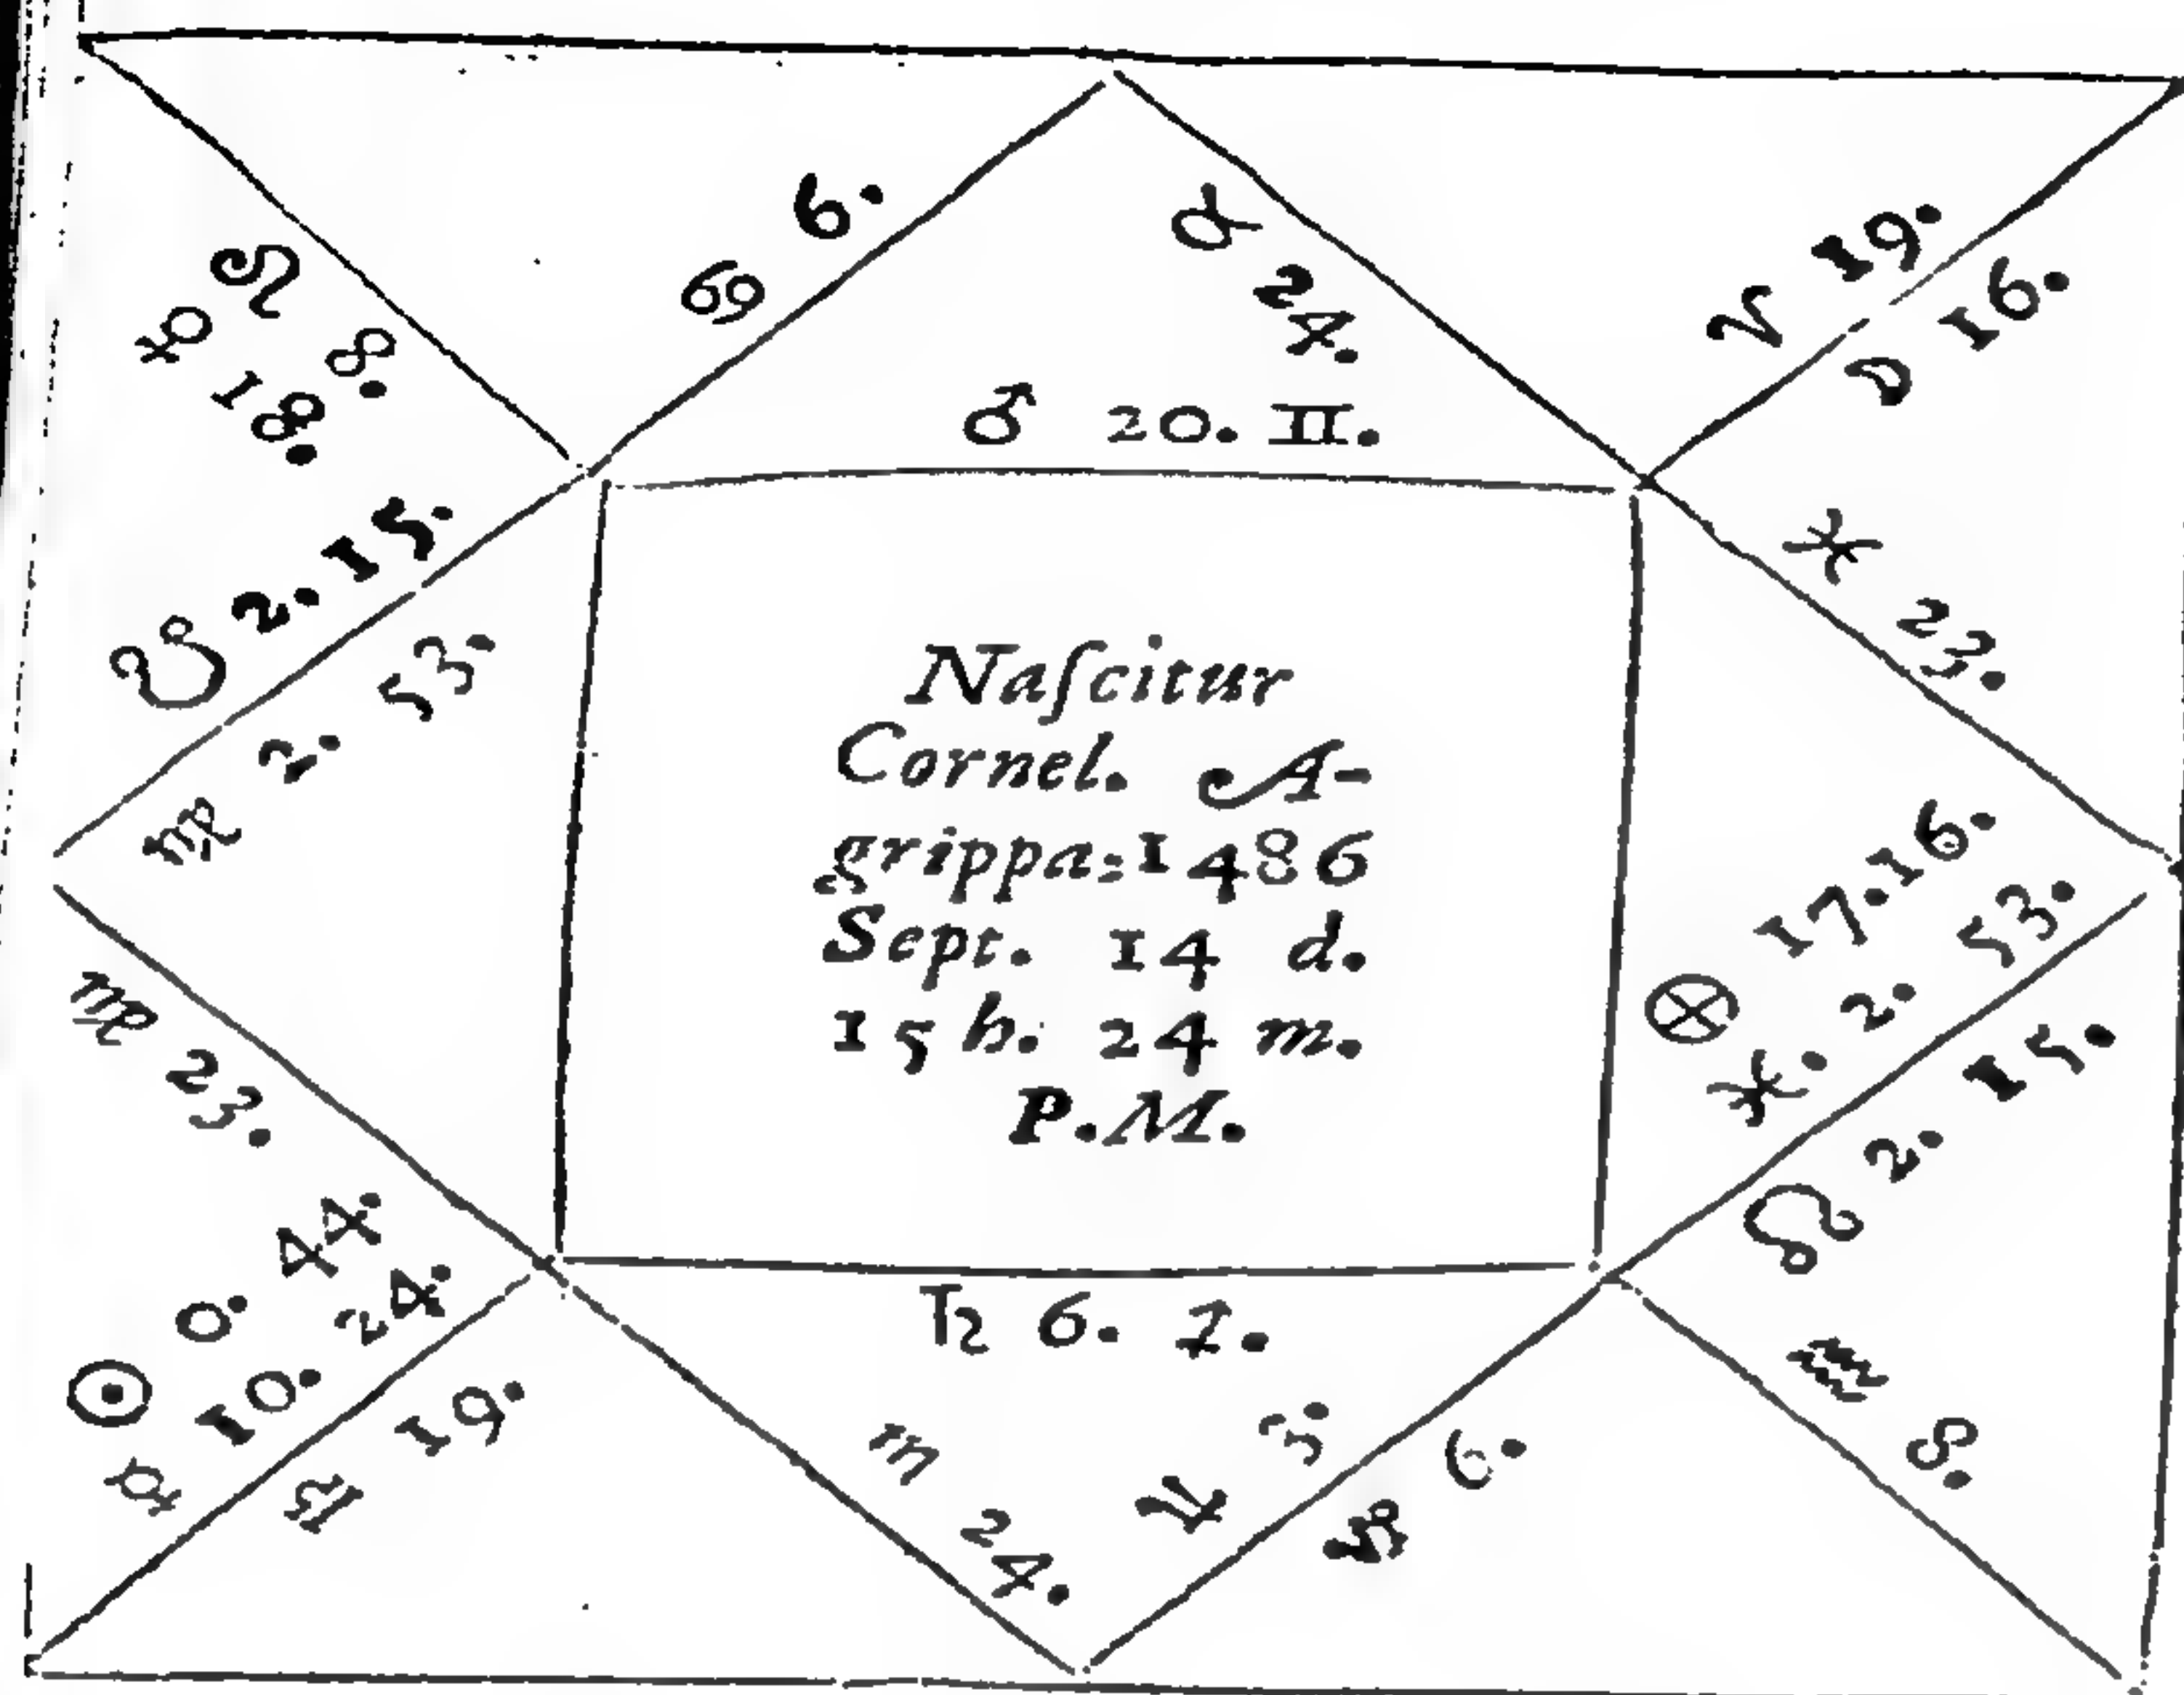 ♋ 6.
♉ 24.
♂ 20. ♊.
♈ 19.
☽ 16.
♌ 8.
♀ 18.
☋ 2. 15.
♍ 2. 53.
♓ 23.
Naſcitur
Cornel. A-
grippa: 1486
Sept. 14 d.
15 h. 24 m.
P. M.
⊗ 17. 16.
♓. 2. 53.
☊ 2. 15.
♒ 8.
♍ 23.
☉ 0. 44.
☿ 10. 24.
♎ 19.
♄ 6. 1.
♏ 24.
♃ 3.
♑ 6.